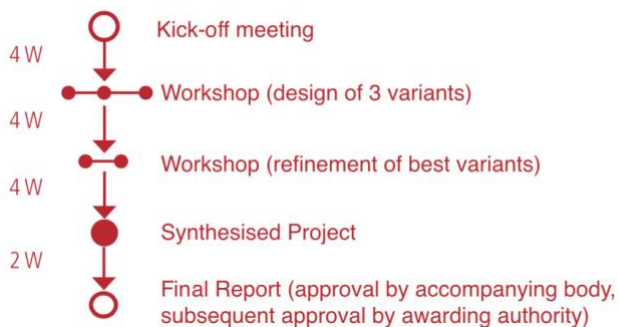 Kick-off meeting
4 W
Workshop (design of 3 variants)
4 W
Workshop (refinement of best variants)
4 W
Synthesised Project
2 W
Final Report (approval by accompanying body,
subsequent approval by awarding authority)